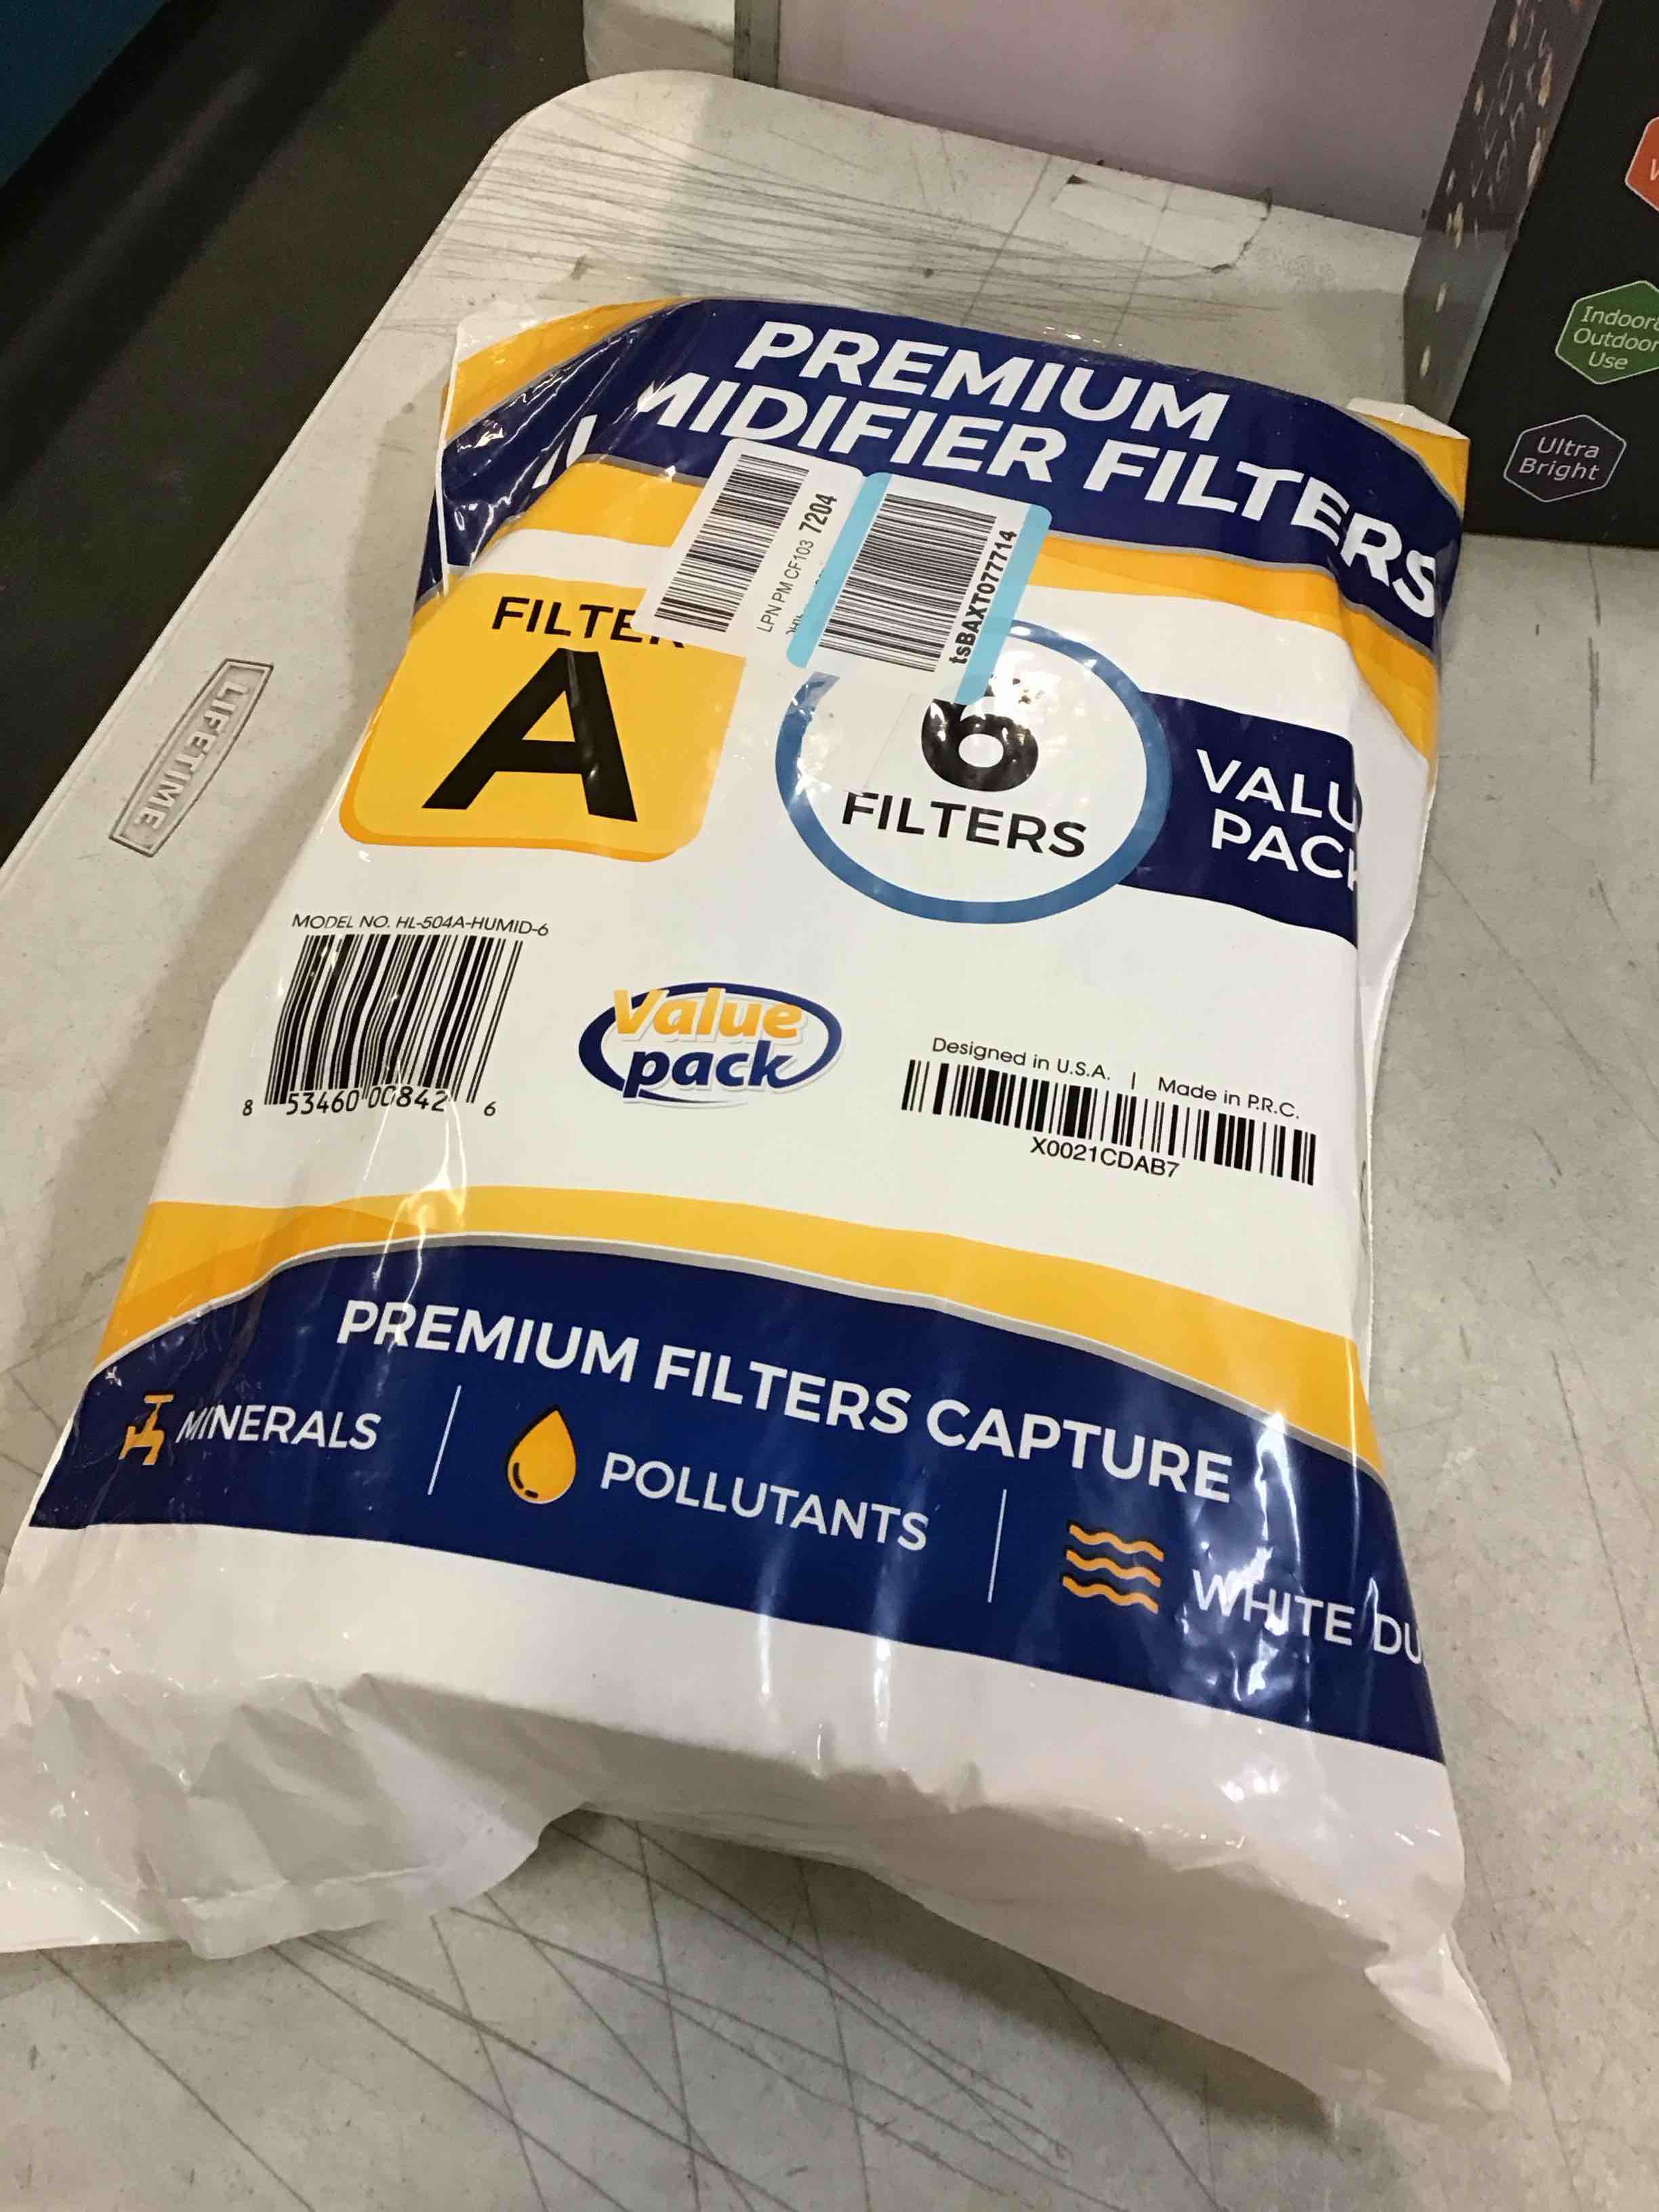 PREMIUM
MIDIFIER FILTERS
LPN PM CF103 7204
tsBAXT077714
FILTER
A
6
FILTERS
VALU
PACK
MODEL NO. HL-504A-HUMID-6
8 53460 00842 6
Value
pack
Designed in U.S.A. | Made in P.R.C.
X0021CDAB7
PREMIUM FILTERS CAPTURE
MINERALS | POLLUTANTS | WHITE DU
LIFETIME
Indoor
Outdoor
Use
Ultra
Bright